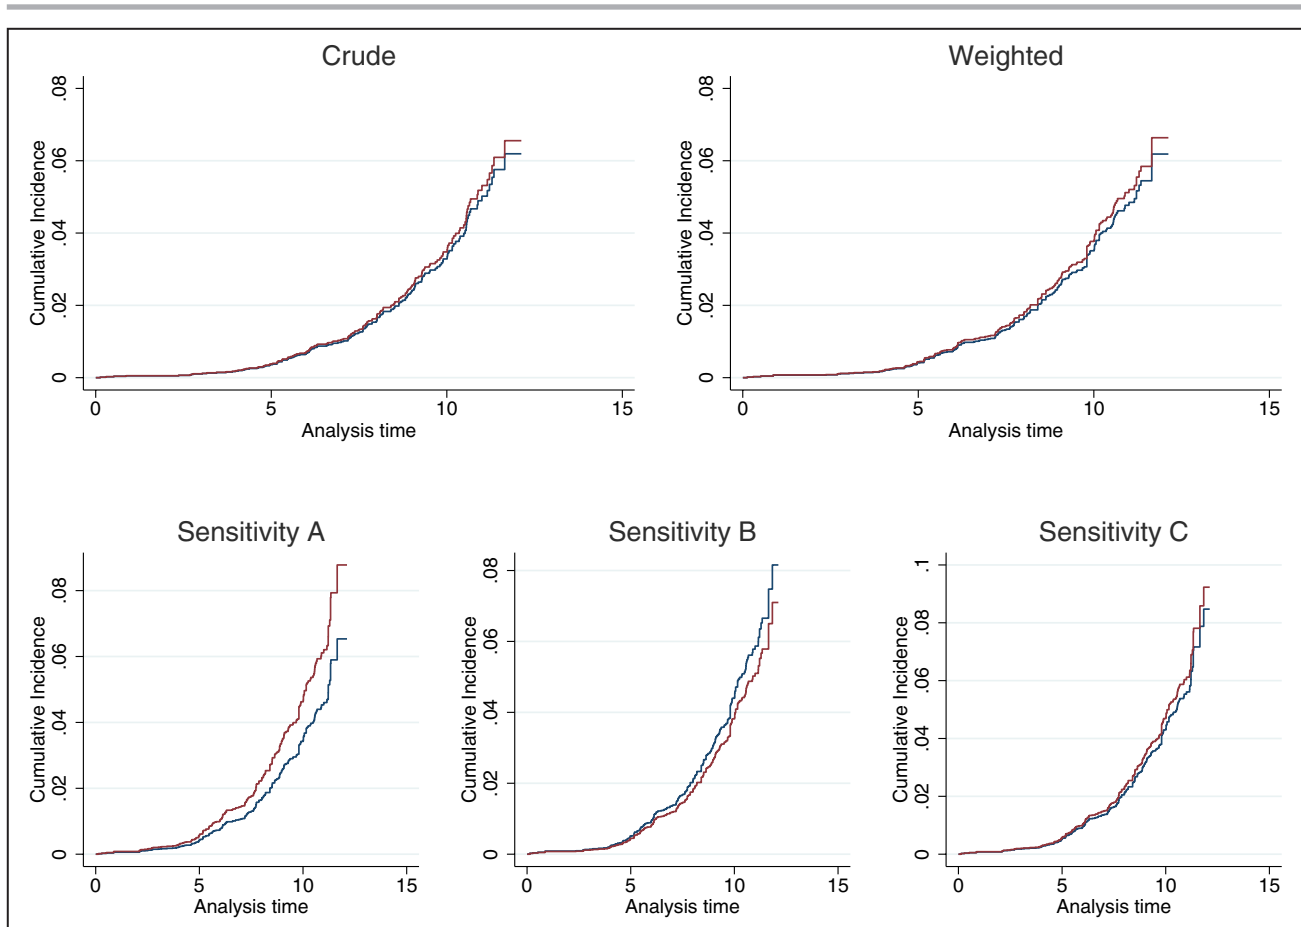 Crude
Cumulative Incidence
0 .02 .04 .06 .08
0 5 10 15
Analysis time
Weighted
Cumulative Incidence
0 .02 .04 .06 .08
0 5 10 15
Analysis time
Sensitivity A
Cumulative Incidence
0 .02 .04 .06 .08
0 5 10 15
Analysis time
Sensitivity B
Cumulative Incidence
0 .02 .04 .06 .08
0 5 10 15
Analysis time
Sensitivity C
Cumulative Incidence
0 .02 .04 .06 .08 .1
0 5 10 15
Analysis time